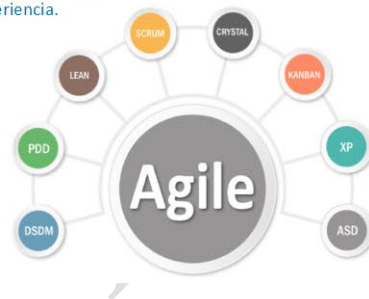 eriencia.
SCRUM
CRYSTAL
LEAN
KANBAN
PDD
XP
Agile
DSDM
ASD